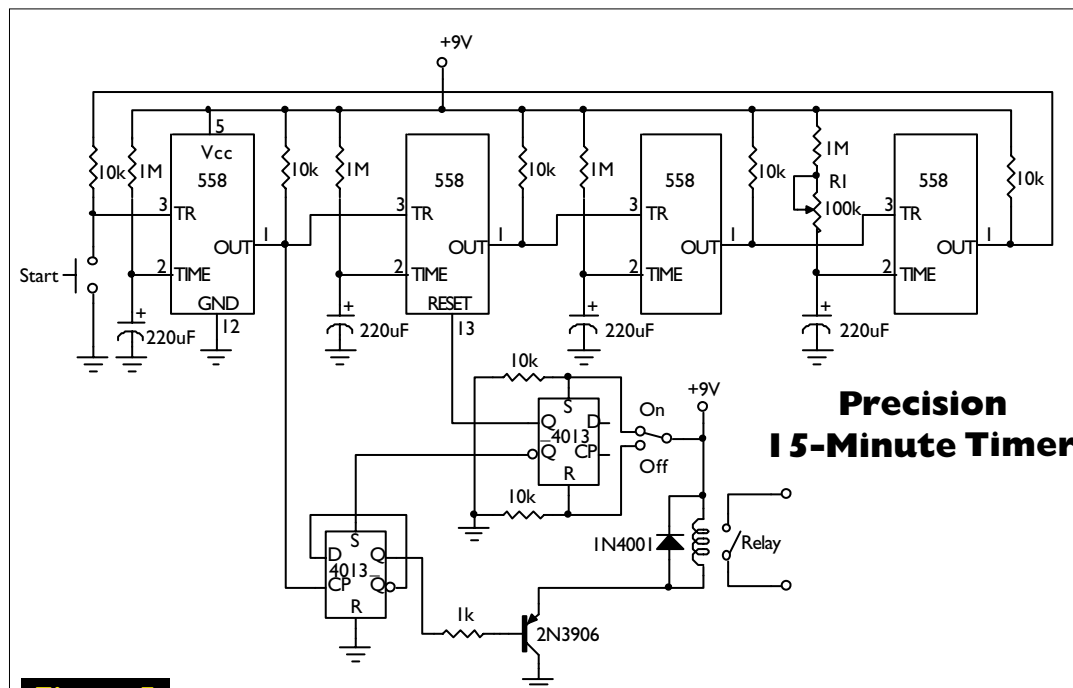 +9V
5
Vcc
10k
1M
558
10k
1M
558
10k
1M
558
10k
1M
R1
100k
558
10k
3
TR
1
OUT
3
TR
1
OUT
3
TR
1
OUT
3
TR
1
OUT
Start
2
TIME
2
TIME
2
TIME
2
TIME
GND
12
+
220uF
RESET
13
+
220uF
+
220uF
+
220uF
10k
+9V
S
Q
D
4013
Q
CP
R
On
Off
Precision
15-Minute Timer
10k
S
D
Q
4013
CP
Q
R
1N4001
Relay
1k
2N3906